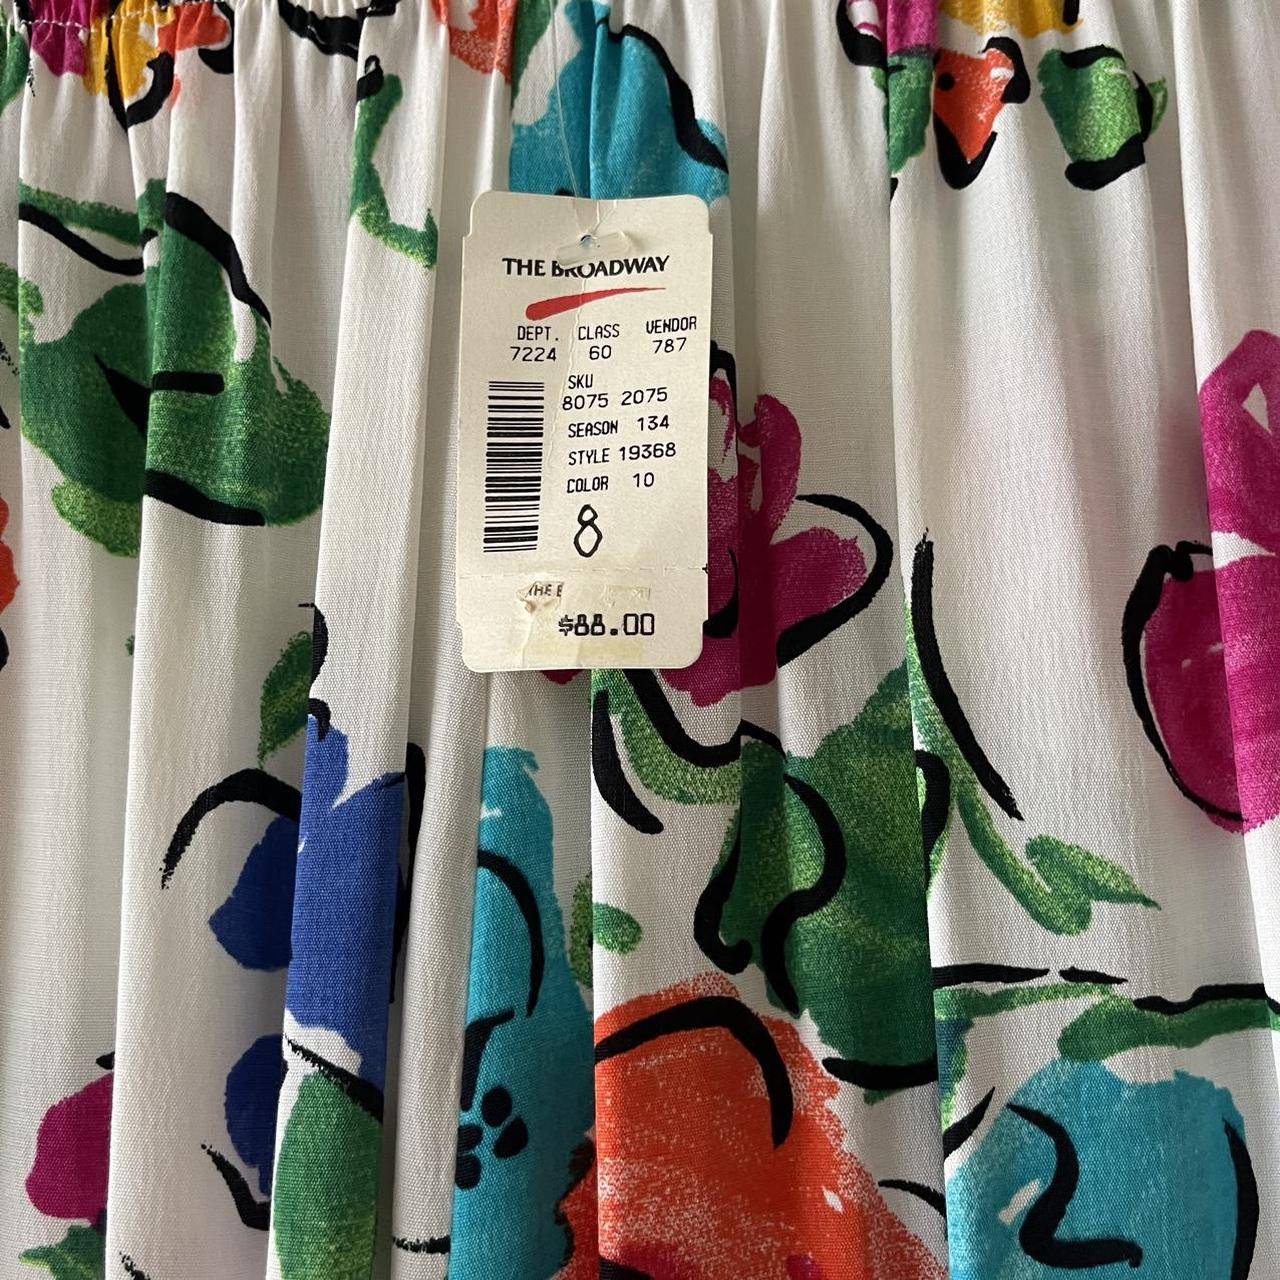 THE BROADWAY
DEPT. CLASS VENDOR
7224 60 787
SKU
8075 2075
SEASON 134
STYLE 19368
COLOR 10
8
THE
$88.00